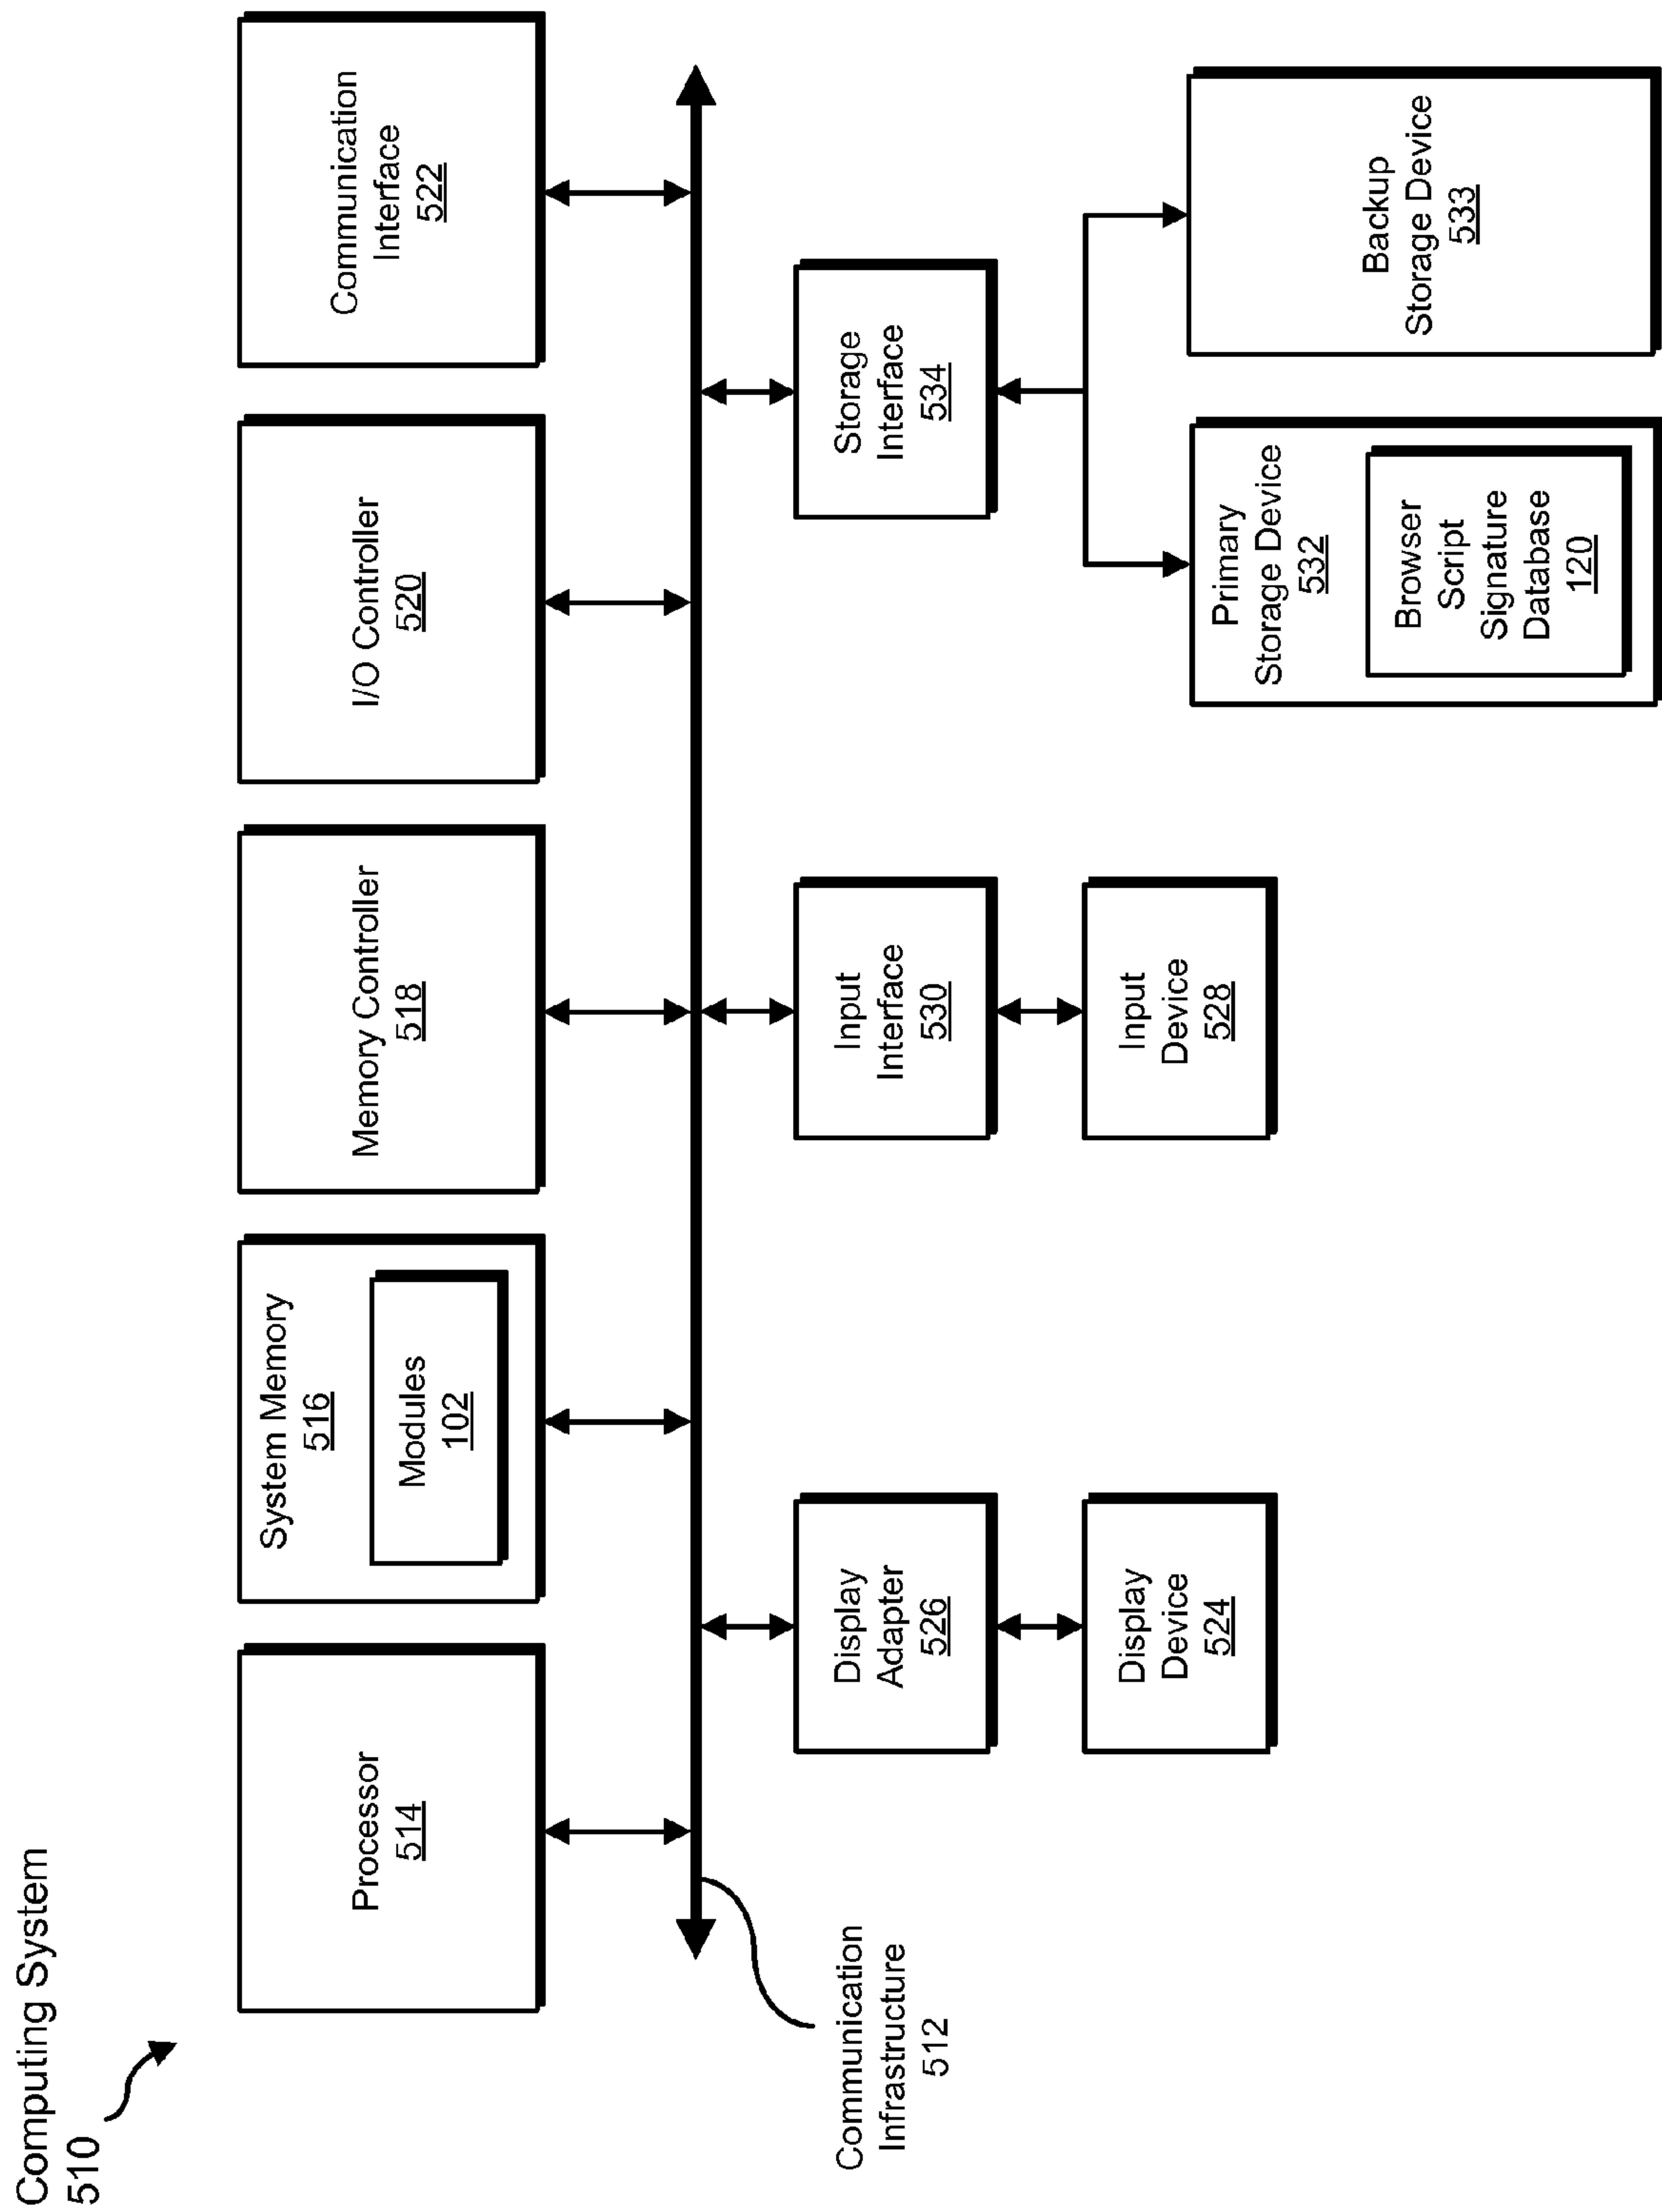 Computing System
510
Processor
514
System Memory
516
Modules
102
Memory Controller
518
I/O Controller
520
Communication
Interface
522
Communication
Infrastructure
512
Display
Adapter
526
Input
Interface
530
Storage
Interface
534
Display
Device
524
Input
Device
528
Primary
Storage Device
532
Browser
Script
Signature
Database
120
Backup
Storage Device
533